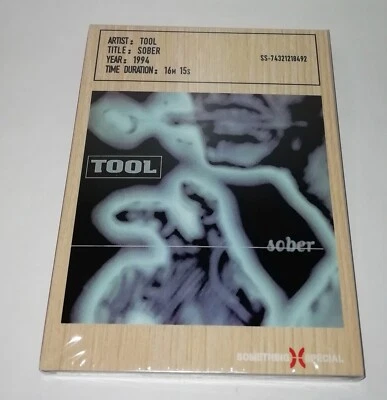 ARTIST: TOOL
TITLE: SOBER
YEAR: 1994
TIME DURATION: 16M 15S
SS-74321218492
TOOL
sober
SOMETHING SPECIAL